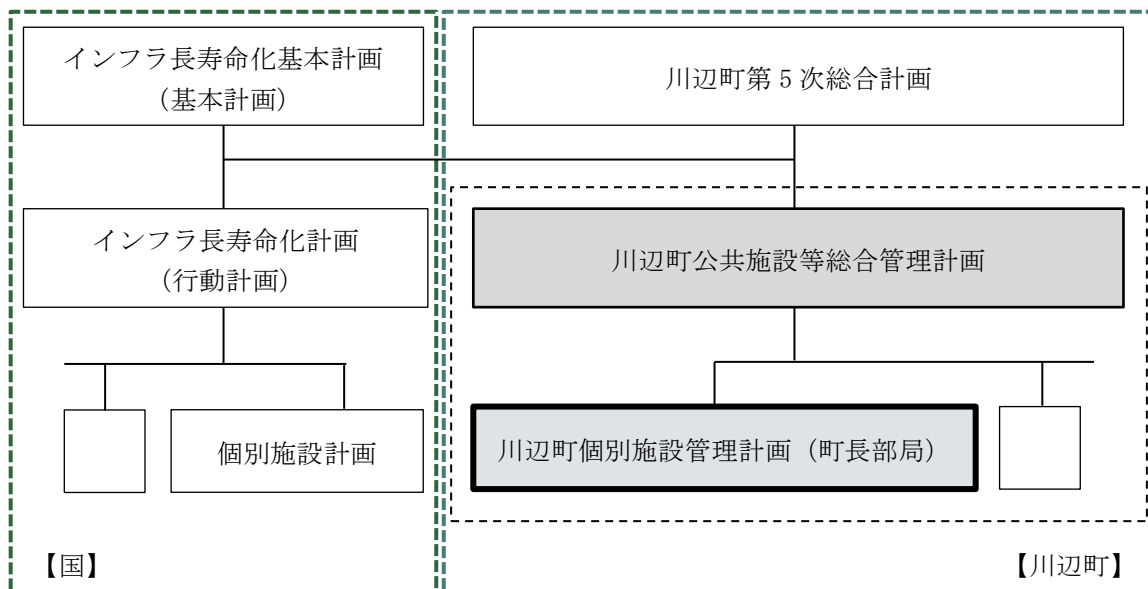 インフラ長寿命化基本計画
（基本計画）
川辺町第５次総合計画
インフラ長寿命化計画
（行動計画）
川辺町公共施設等総合管理計画
個別施設計画
川辺町個別施設管理計画（町長部局）
【国】
【川辺町】